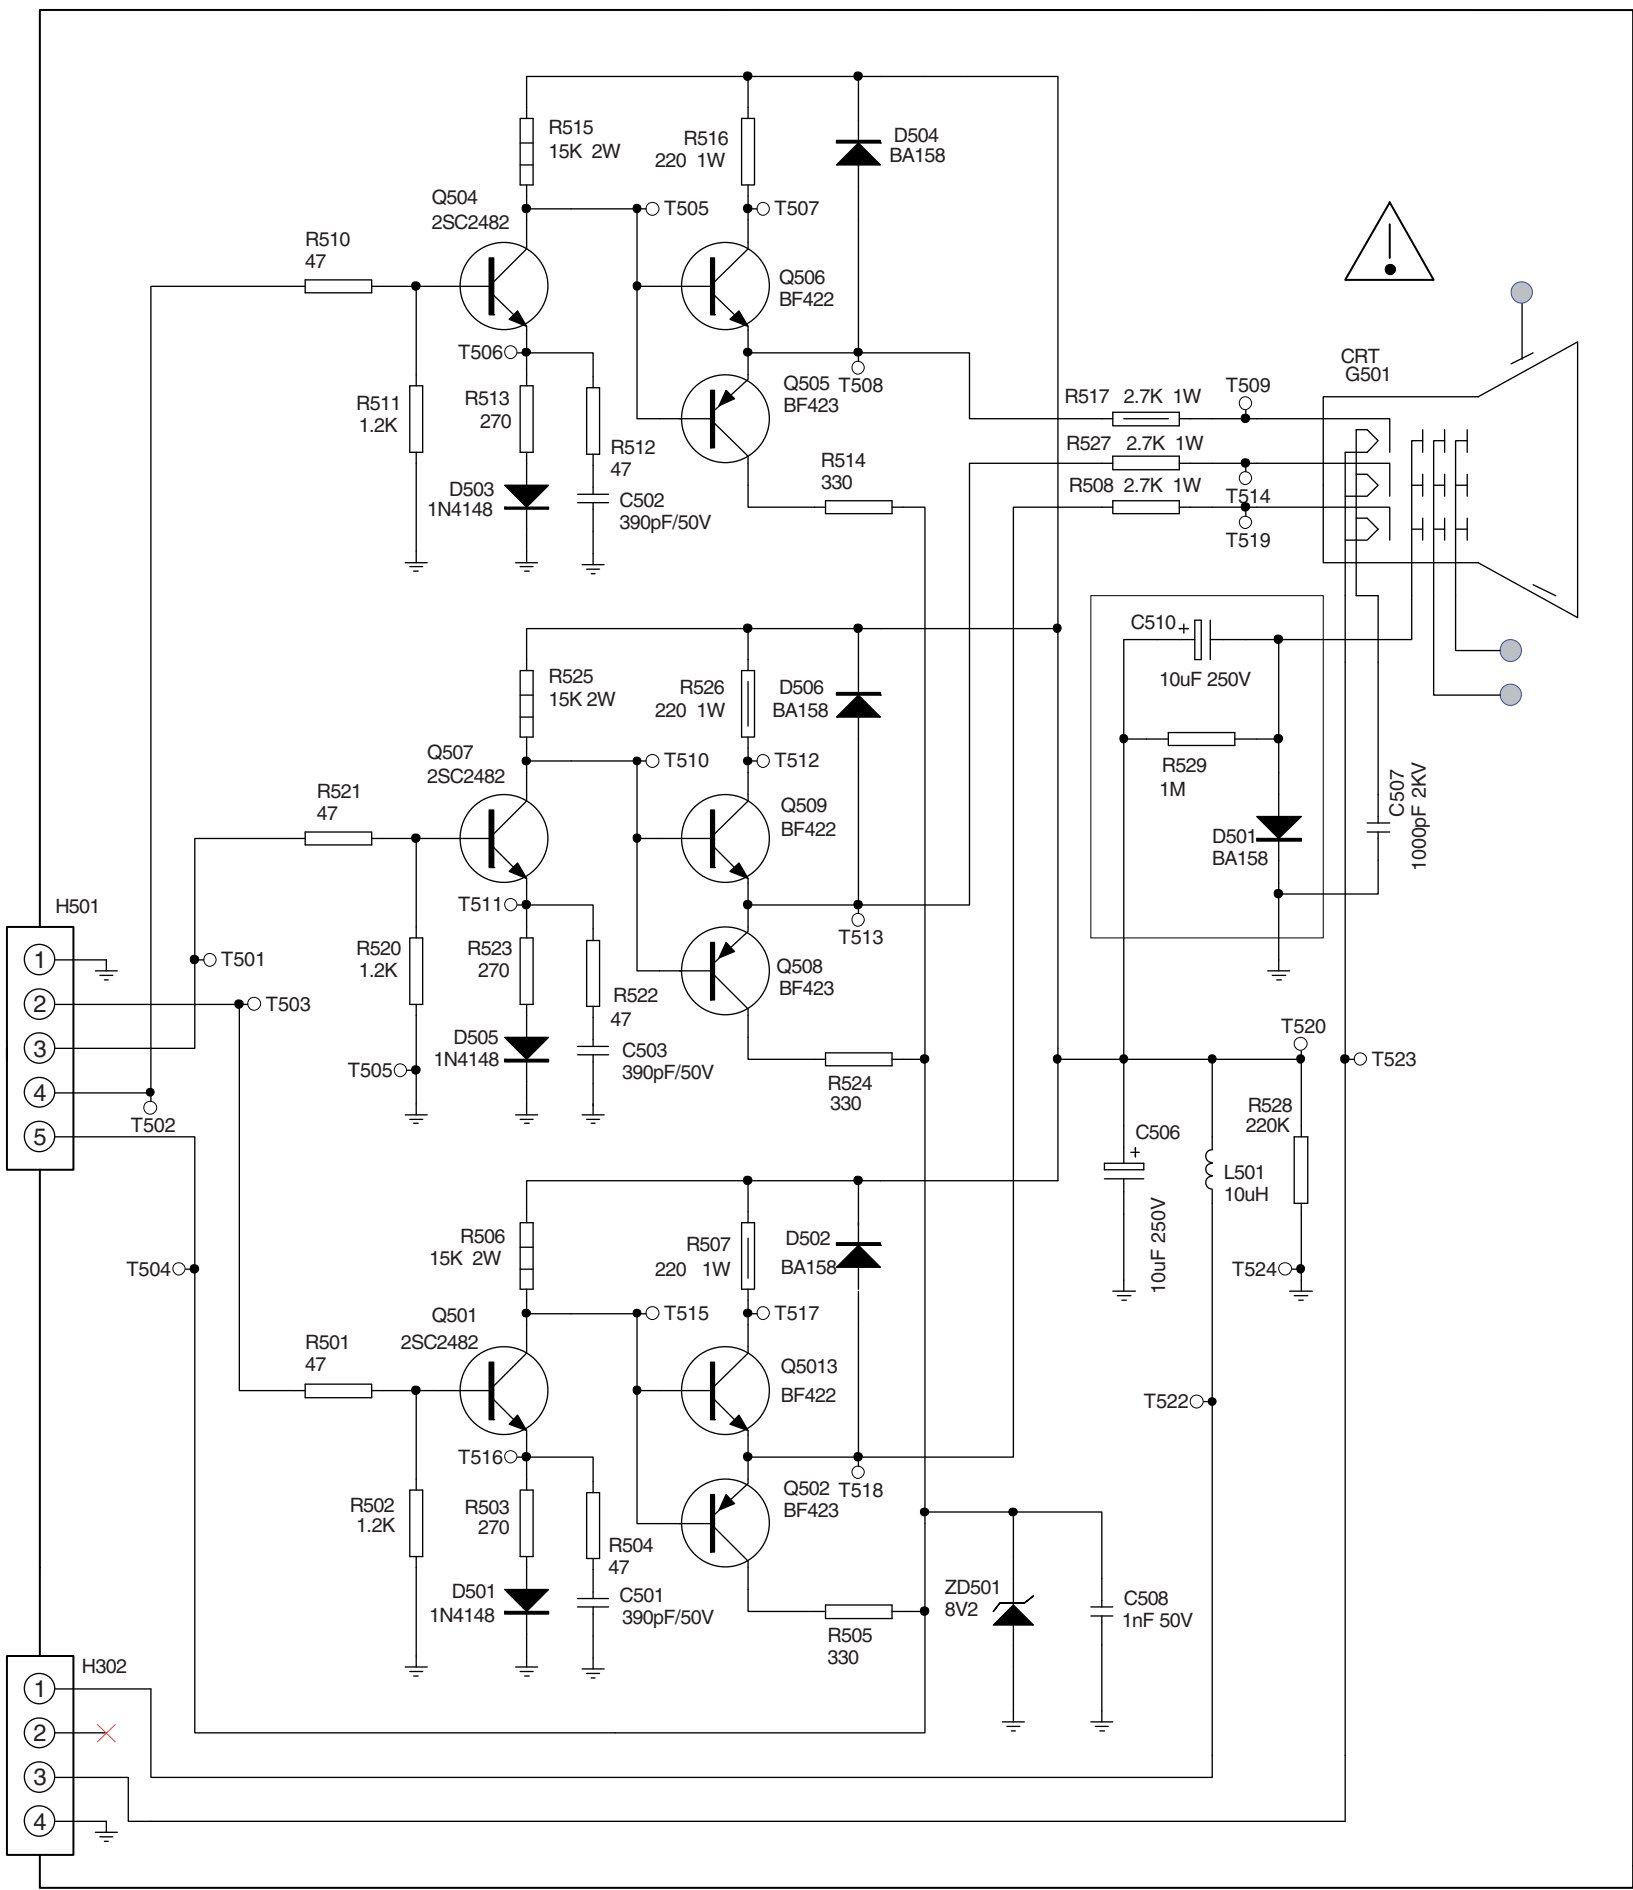 R515
15K 2W
R516
220 1W
D504
BA158
Q504
2SC2482
T505
T507
R510
47
Q506
BF422
T506
Q505
BF423
T508
CRT
G501
R511
1.2K
R513
270
R517 2.7K 1W
T509
R512
47
R527 2.7K 1W
R514
330
D503
1N4148
C502
390pF/50V
R508 2.7K 1W
T514
T519
C510
+
10uF 250V
R525
15K 2W
R526
220 1W
D506
BA158
Q507
2SC2482
T510
T512
R529
1M
R521
47
Q509
BF422
D501
BA158
C507
1000pF 2KV
H501
T511
T513
1
T501
R520
1.2K
R523
270
Q508
BF423
2
T503
R522
47
3
D505
1N4148
C503
390pF/50V
T505
T520
T523
4
T502
R524
330
R528
220K
5
C506
+
10uF 250V
L501
10uH
R506
15K 2W
R507
220 1W
D502
BA158
T504
T524
Q501
2SC2482
T515
T517
R501
47
Q5013
BF422
T522
T516
Q502
BF423
T518
R502
1.2K
R503
270
R504
47
D501
1N4148
C501
390pF/50V
ZD501
8V2
C508
1nF 50V
R505
330
H302
1
2
3
4